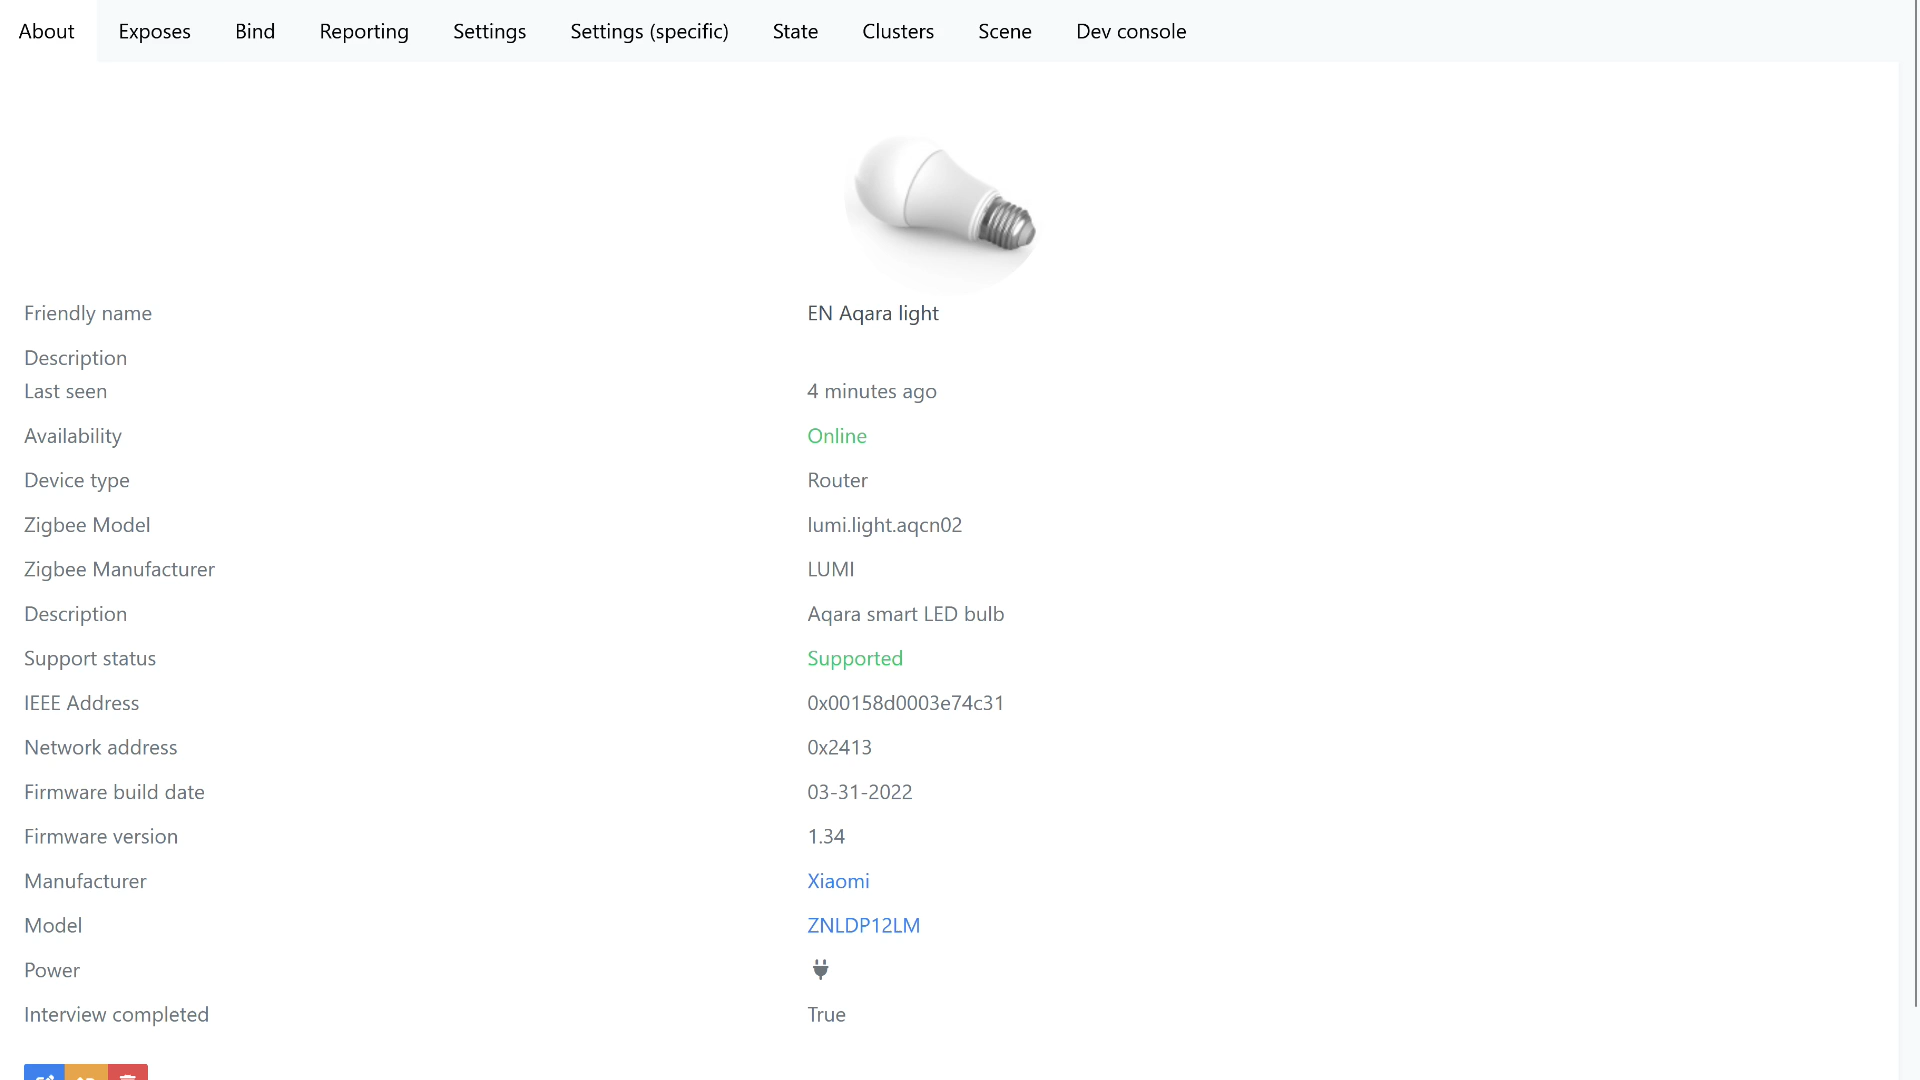 About Exposes Bind Reporting Settings Settings (specific) State Clusters Scene Dev console
Friendly name EN Aqara light
Description
Last seen 4 minutes ago
Availability Online
Device type Router
Zigbee Model lumi.light.aqcn02
Zigbee Manufacturer LUMI
Description Aqara smart LED bulb
Support status Supported
IEEE Address 0x00158d0003e74c31
Network address 0x2413
Firmware build date 03-31-2022
Firmware version 1.34
Manufacturer Xiaomi
Model ZNLDP12LM
Power
Interview completed True